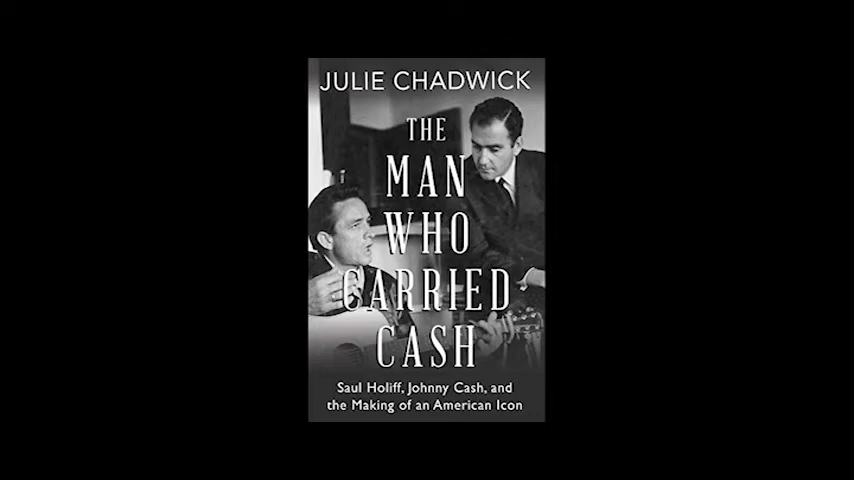 JULIE CHADWICK
THE
MAN
WHO
CARRIED
CASH
Saul Holiff, Johnny Cash, and
the Making of an American Icon